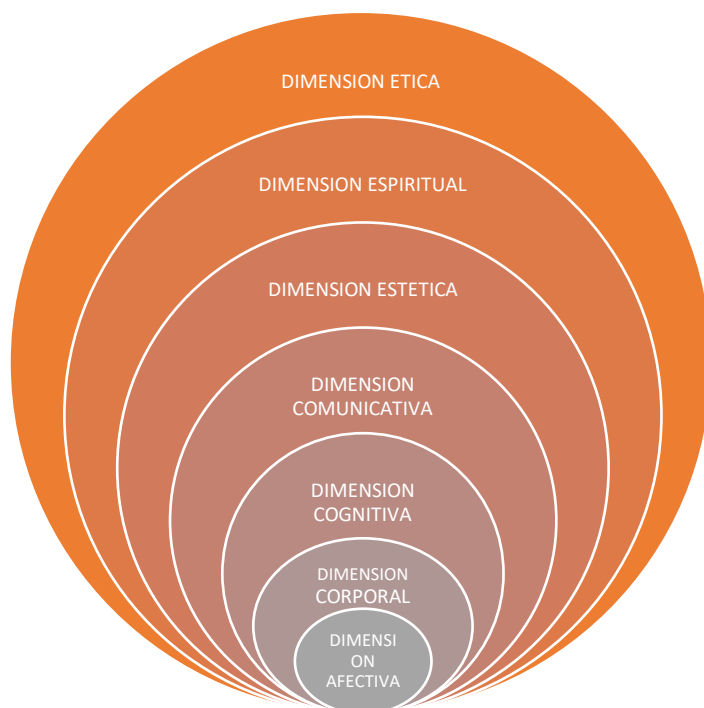 DIMENSION ETICA
DIMENSION ESPIRITUAL
DIMENSION ESTETICA
DIMENSION
COMUNICATIVA
DIMENSION
COGNITIVA
DIMENSION
CORPORAL
DIMENSI
ON
AFECTIVA